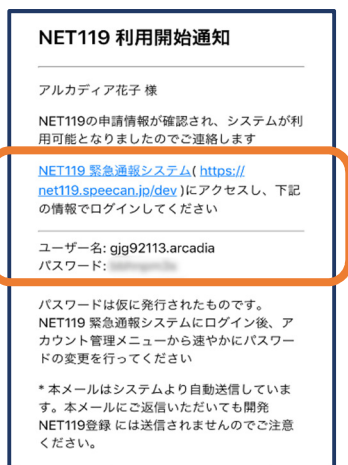 NET119 利用開始通知
アルカディア花子 様
NET119の申請情報が確認され、システムが利
用可能となりましたのでご連絡します
NET119 緊急通報システム( https://
net119.speecan.jp/dev )にアクセスし、下記
の情報でログインしてください
ユーザー名: gjg92113.arcadia
パスワード:
パスワードは仮に発行されたものです。
NET119 緊急通報システムにログイン後、ア
カウント管理メニューから速やかにパスワー
ドの変更を行ってください
* 本メールはシステムより自動送信していま
す。本メールにご返信いただいても開発
NET119登録 には送信されませんのでご注意
ください。